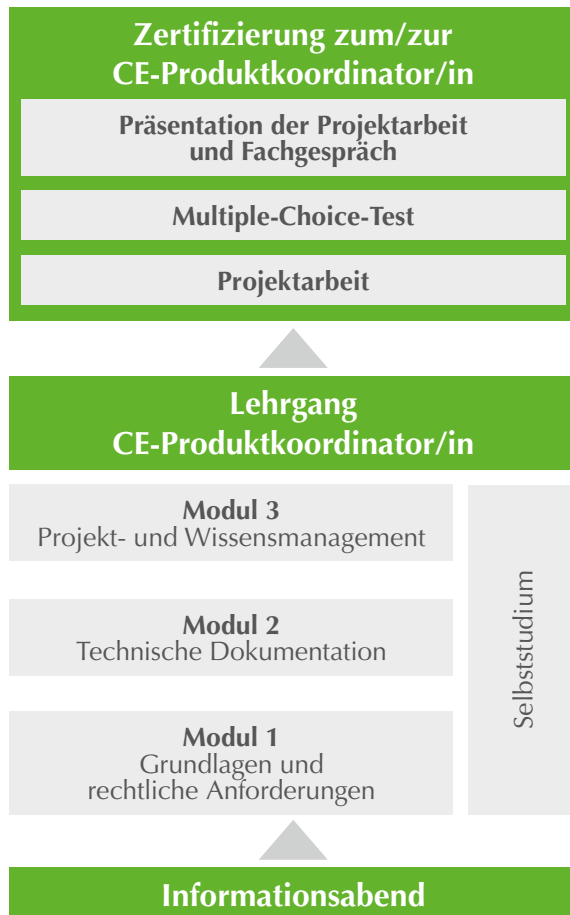 Zertifizierung zum/zur
CE-Produktkoordinator/in
Präsentation der Projektarbeit
und Fachgespräch
Multiple-Choice-Test
Projektarbeit
Lehrgang
CE-Produktkoordinator/in
Modul 3
Projekt- und Wissensmanagement
Modul 2
Technische Dokumentation
Modul 1
Grundlagen und
rechtliche Anforderungen
Selbststudium
Informationsabend